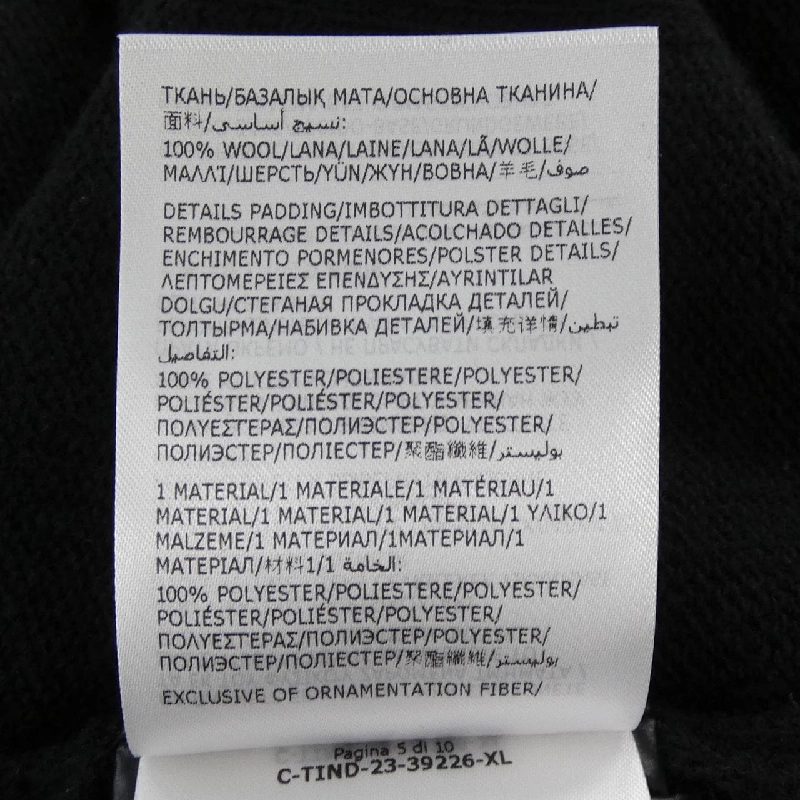 ТКАНЬ/БАЗАЛЫҚ МАТА/ОСНОВНА ТКАНИНА/
面料/نسيج أساسي:
100% WOOL/LANA/LAINE/LANA/LÃ/WOLLE/
ΜΑΛΛΪ/ШЕРСТЬ/YÜN/ЖҮН/ВОВНА/羊毛/صوف
DETAILS PADDING/IMBOTTITURA DETTAGLI/
REMBOURRAGE DETAILS/ACOLCHADO DETALLES/
ENCHIMENTO PORMENORES/POLSTER DETAILS/
ΛΕΠΤΟΜΕΡΕΙΕΣ ΕΠΕΝΔΥΣΗΣ/AYRINTILAR
DOLGU/СТЕГАНАЯ ПРОКЛАДКА ДЕТАЛЕЙ/
ТОЛТЫРМА/НАБИВКА ДЕТАЛЕЙ/填充详情/تبطين
التفاصيل:
100% POLYESTER/POLIESTERE/POLYESTER/
POLIÉSTER/POLIÉSTER/POLYESTER/
ΠΟΛΥΕΣΤΕΡΑΣ/ПОЛИЭСТЕР/POLYESTER/
ПОЛИЭСТЕР/ПОЛІЕСТЕР/聚酯纖維/بوليستر
1 MATERIAL/1 MATERIALE/1 MATÉRIAU/1
MATERIAL/1 MATERIAL/1 MATERIAL/1 ΥΛΙΚΟ/1
MALZEME/1 МАТЕРИАЛ/1МАТЕРИАЛ/1
МАТЕРІАЛ/材料1/1 الخامة:
100% POLYESTER/POLIESTERE/POLYESTER/
POLIÉSTER/POLIÉSTER/POLYESTER/
ΠΟΛΥΕΣΤΕΡΑΣ/ПОЛИЭСТЕР/POLYESTER/
ПОЛИЭСТЕР/ПОЛІЕСТЕР/聚酯纖維/بوليستر
EXCLUSIVE OF ORNAMENTATION FIBER/
Pagina 5 di 10
C-TIND-23-39226-XL